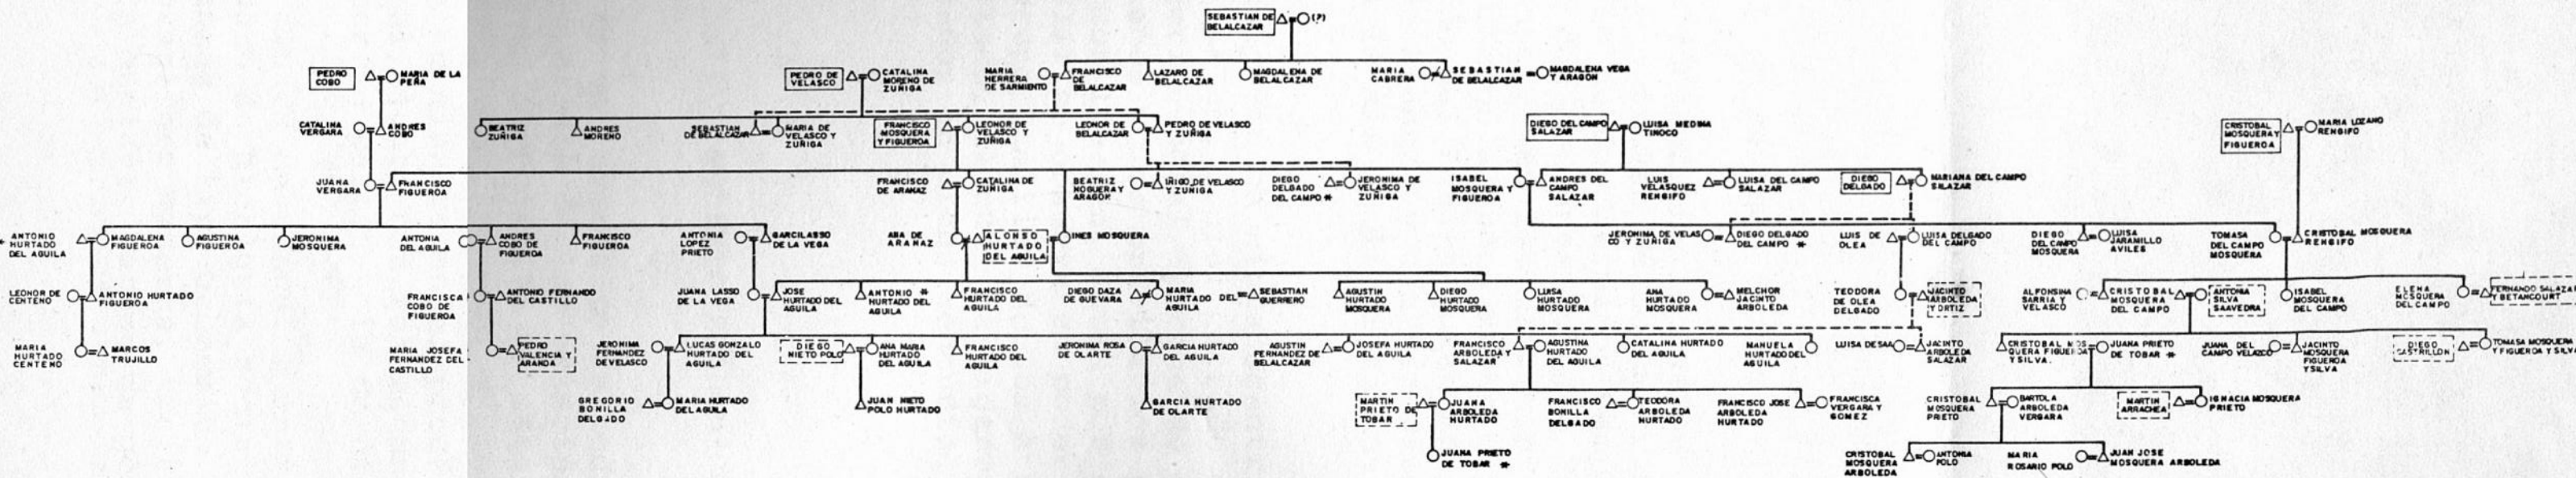 SEBASTIAN DE
BELALCAZAR
(?)
PEDRO
COBO
MARIA DE LA
PEÑA
PEDRO DE
VELASCO
CATALINA
MORENO DE
ZUÑIGA
MARIA
HERRERA
DE SARMIENTO
FRANCISCO
DE
BELALCAZAR
LAZARO DE
BELALCAZAR
MAGDALENA DE
BELALCAZAR
MARIA
CABRERA
SEBASTIAN
DE BELALCAZAR
MAGDALENA VEGA
Y ARAGON
CATALINA
VERGARA
ANDRES
COBO
BEATRIZ
ZUÑIGA
ANDRES
MORENO
SEBASTIAN
DE BELALCAZAR
MARIA DE
VELASCO Y
ZUÑIGA
FRANCISCO
MOSQUERA
Y FIGUEROA
LEONOR DE
VELASCO Y
ZUÑIGA
LEONOR DE
BELALCAZAR
PEDRO DE VELASCO
Y ZUÑIGA
DIEGO DEL CAMPO
SALAZAR
LUISA MEDINA
TINOCO
CRISTOBAL
MOSQUERA Y
FIGUEROA
MARIA LOZANO
RENGIFO
JUANA
VERGARA
FRANCISCO
FIGUEROA
FRANCISCO
DE ARANAZ
CATALINA DE
ZUÑIGA
BEATRIZ
NOGUERA Y
ARAGON
IÑIGO DE VELASCO
Y ZUÑIGA
DIEGO
DELGADO
DEL CAMPO *
JERONIMA DE
VELASCO Y
ZUÑIGA
ISABEL
MOSQUERA Y
FIGUEROA
ANDRES DEL
CAMPO
SALAZAR
LUIS
VELASQUEZ
RENGIFO
LUISA DEL CAMPO
SALAZAR
DIEGO
DELGADO
MARIANA DEL CAMPO
SALAZAR
* ANTONIO
HURTADO
DEL AGUILA
MAGDALENA
FIGUEROA
AGUSTINA
FIGUEROA
JERONIMA
MOSQUERA
ANTONIA
DEL AGUILA
ANDRES
COBO DE
FIGUEROA
FRANCISCO
FIGUEROA
ANTONIA
LOPEZ
PRIETO
GARCILASSO
DE LA VEGA
ANA DE
ARANAZ
ALONSO
HURTADO
DEL AGUILA
INES MOSQUERA
JERONIMA DE VELAS
CO Y ZUÑIGA
DIEGO DELGADO
DEL CAMPO *
LUIS DE
OLEA
LUISA DELGADO
DEL CAMPO
DIEGO
DEL CAMPO
MOSQUERA
LUISA
JARAMILLO
AVILES
TOMASA
DEL CAMPO
MOSQUERA
CRISTOBAL MOSQUERA
RENGIFO
LEONOR DE
CENTENO
ANTONIO HURTADO
FIGUEROA
FRANCISCA
COBO DE
FIGUEROA
ANTONIO FERNANDO
DEL CASTILLO
JUANA LASSO
DE LA VEGA
JOSE
HURTADO DEL
AGUILA
ANTONIO *
HURTADO DEL
AGUILA
FRANCISCO
HURTADO DEL
AGUILA
DIEGO DAZA
DE GUEVARA
MARIA
HURTADO DEL
AGUILA
SEBASTIAN
GUERRERO
AGUSTIN
HURTADO
MOSQUERA
DIEGO
HURTADO
MOSQUERA
LUISA
HURTADO
MOSQUERA
ANA
HURTADO
MOSQUERA
MELCHOR
JACINTO
ARBOLEDA
TEODORA
DE OLEA
DELGADO
JACINTO
ARBOLEDA
Y ORTIZ
ALFONSINA
SARRIA Y
VELASCO
CRISTOBAL
MOSQUERA
DEL CAMPO
ANTONIA
SILVA
SAAVEDRA
ISABEL
MOSQUERA
DEL CAMPO
ELENA
MOSQUERA
DEL CAMPO
FERNANDO SALAZAR
Y BETANCOURT
MARIA
HURTADO
CENTENO
MARCOS
TRUJILLO
MARIA JOSEFA
FERNANDEZ DEL
CASTILLO
PEDRO
VALENCIA Y
ARANDA
JERONIMA
FERNANDEZ
DE VELASCO
LUCAS GONZALO
HURTADO DEL
AGUILA
DIEGO
NIETO POLO
ANA MARIA
HURTADO
DEL AGUILA
FRANCISCO
HURTADO DEL
AGUILA
JERONIMA ROSA
DE OLARTE
GARCIA HURTADO
DEL AGUILA
AGUSTIN
FERNANDEZ DE
BELALCAZAR
JOSEFA HURTADO
DEL AGUILA
FRANCISCO
ARBOLEDA Y
SALAZAR
AGUSTINA
HURTADO
DEL AGUILA
CATALINA HURTADO
DEL AGUILA
MANUELA
HURTADO DEL
AGUILA
LUISA DESAA
JACINTO
ARBOLEDA
SALAZAR
CRISTOBAL MOS
QUERA FIGUEROA
Y SILVA.
JUANA PRIETO
DE TOBAR *
JUANA DEL
CAMPO VELAZCO
JACINTO
MOSQUERA
FIGUEROA
Y SILVA
DIEGO
CASTRILLON
TOMASA MOSQUERA
Y FIGUEROA Y SILVA
GREGORIO
BONILLA
DELGADO
MARIA HURTADO
DEL AGUILA
JUAN NIETO
POLO HURTADO
GARCIA HURTADO
DE OLARTE
MARTIN
PRIETO DE
TOBAR
JUANA
ARBOLEDA
HURTADO
FRANCISCO
BONILLA
DELGADO
TEODORA
ARBOLEDA
HURTADO
FRANCISCO JOSE
ARBOLEDA
HURTADO
FRANCISCA
VERGARA Y
GOMEZ
CRISTOBAL
MOSQUERA
PRIETO
BARTOLA
ARBOLEDA
VERGARA
MARTIN
ARRACHEA
IGNACIA MOSQUERA
PRIETO
JUANA PRIETO
DE TOBAR *
CRISTOBAL
MOSQUERA
ARBOLEDA
ANTONIA
POLO
MARIA
ROSARIO POLO
JUAN JOSE
MOSQUERA ARBOLEDA